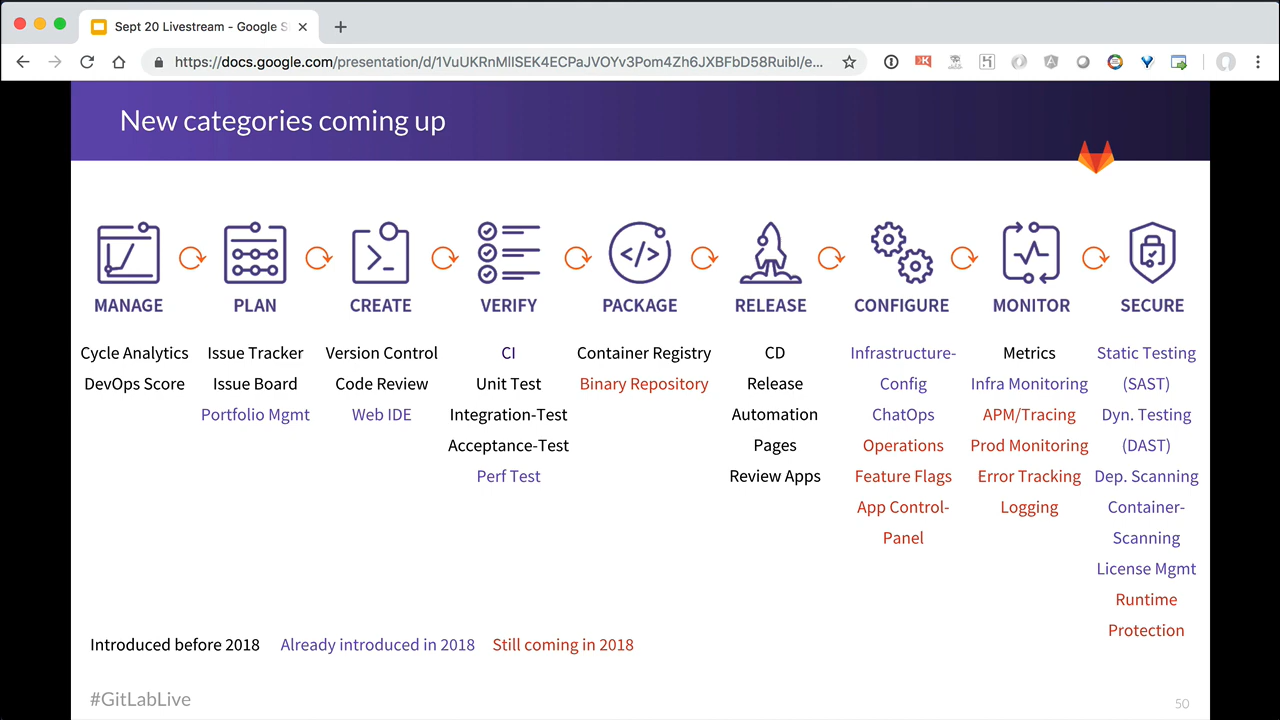 Sept 20 Livestream - Google S
https://docs.google.com/presentation/d/1VuUKRnMllSEK4ECPaJVOYv3Pom4Zh6JXBFbD58Ruibl/e...
New categories coming up
MANAGE
Cycle Analytics
DevOps Score
PLAN
Issue Tracker
Issue Board
Portfolio Mgmt
CREATE
Version Control
Code Review
Web IDE
VERIFY
CI
Unit Test
Integration-Test
Acceptance-Test
Perf Test
PACKAGE
Container Registry
Binary Repository
RELEASE
CD
Release
Automation
Pages
Review Apps
CONFIGURE
Infrastructure-
Config
ChatOps
Operations
Feature Flags
App Control-
Panel
MONITOR
Metrics
Infra Monitoring
APM/Tracing
Prod Monitoring
Error Tracking
Logging
SECURE
Static Testing
(SAST)
Dyn. Testing
(DAST)
Dep. Scanning
Container-
Scanning
License Mgmt
Runtime
Protection
Introduced before 2018
Already introduced in 2018
Still coming in 2018
#GitLabLive
50